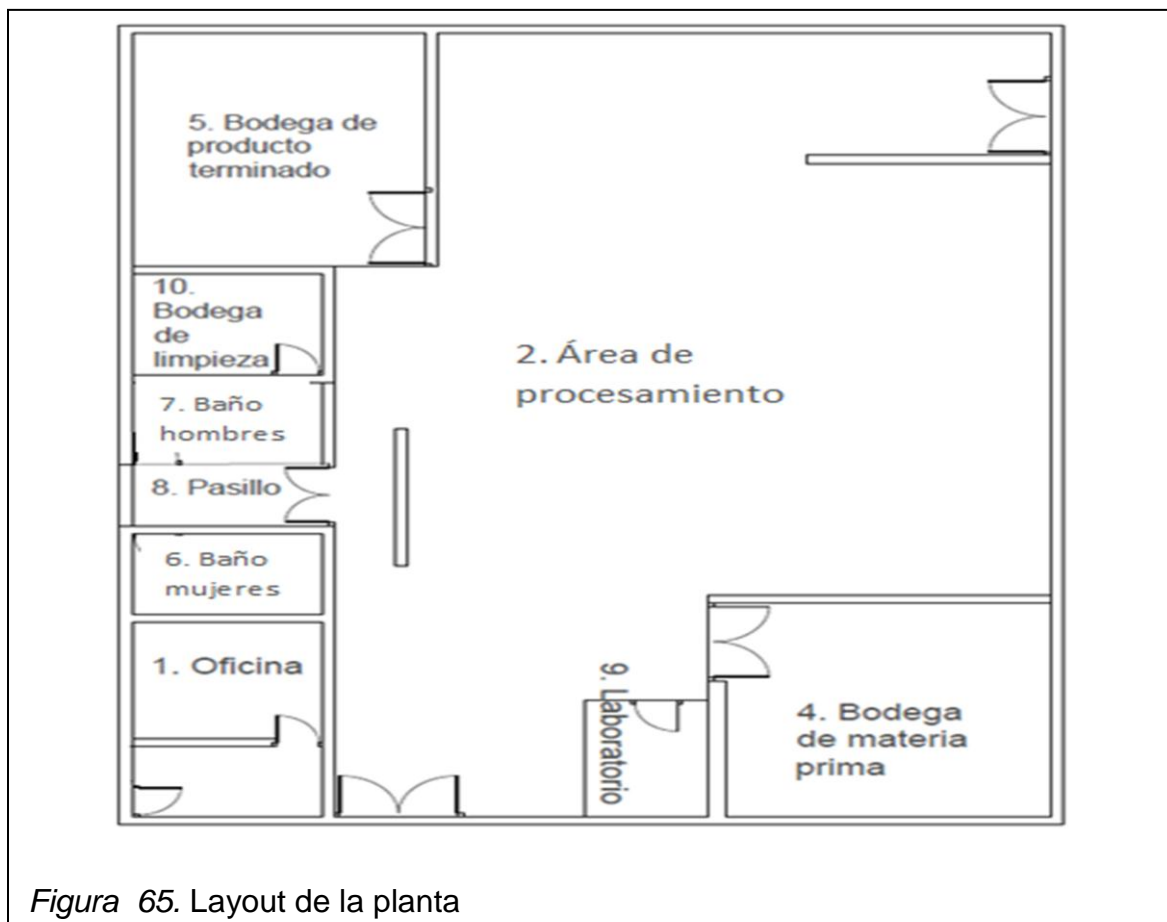 5. Bodega de
producto
terminado
10.
Bodega
de
limpieza
2. Área de
procesamiento
7. Baño
hombres
8. Pasillo
6. Baño
mujeres
1. Oficina
9. Laboratorio
4. Bodega
de materia
prima
Figura 65. Layout de la planta